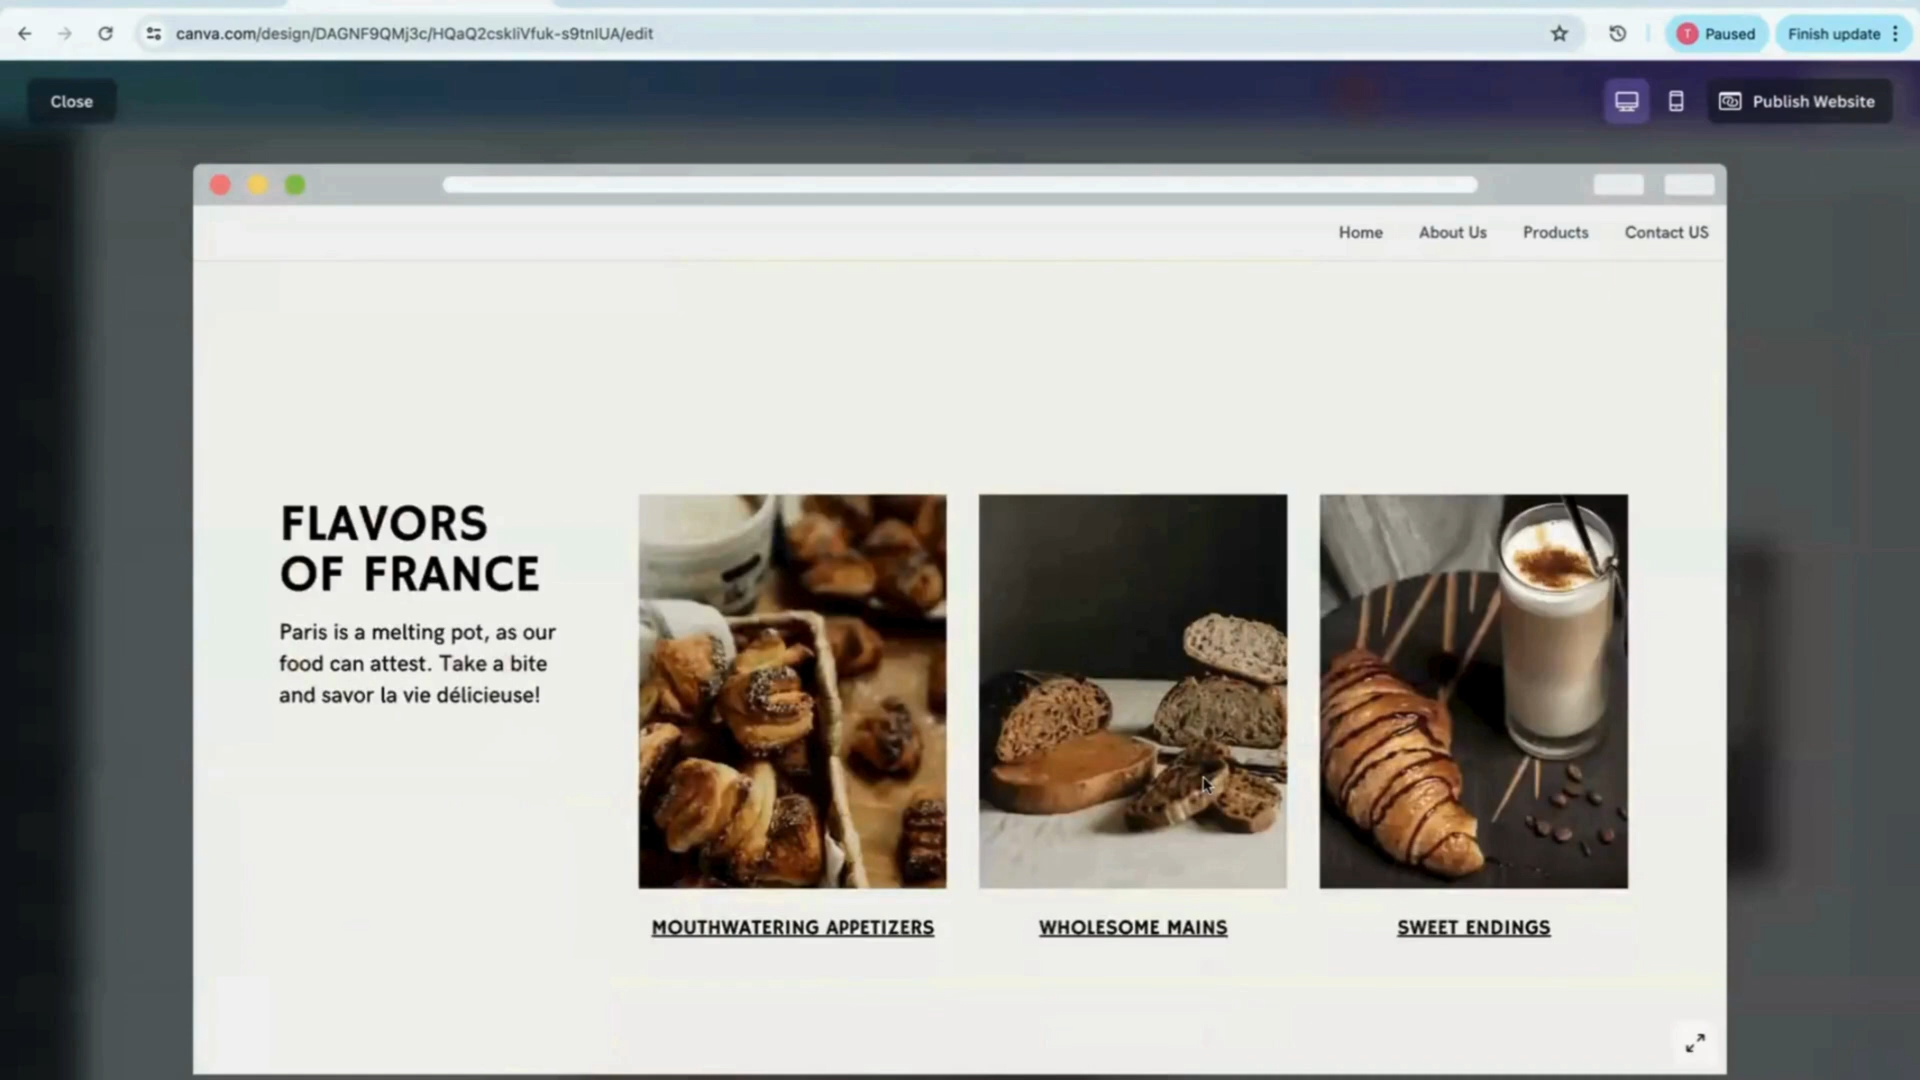 canva.com/design/DAGNF9QMj3c/HQaQ2cskliVfuk-s9tnIUA/edit
T Paused
Finish update
Close
Publish Website
Home About Us Products Contact US
FLAVORS
OF FRANCE
Paris is a melting pot, as our
food can attest. Take a bite
and savor la vie délicieuse!
MOUTHWATERING APPETIZERS
WHOLESOME MAINS
SWEET ENDINGS